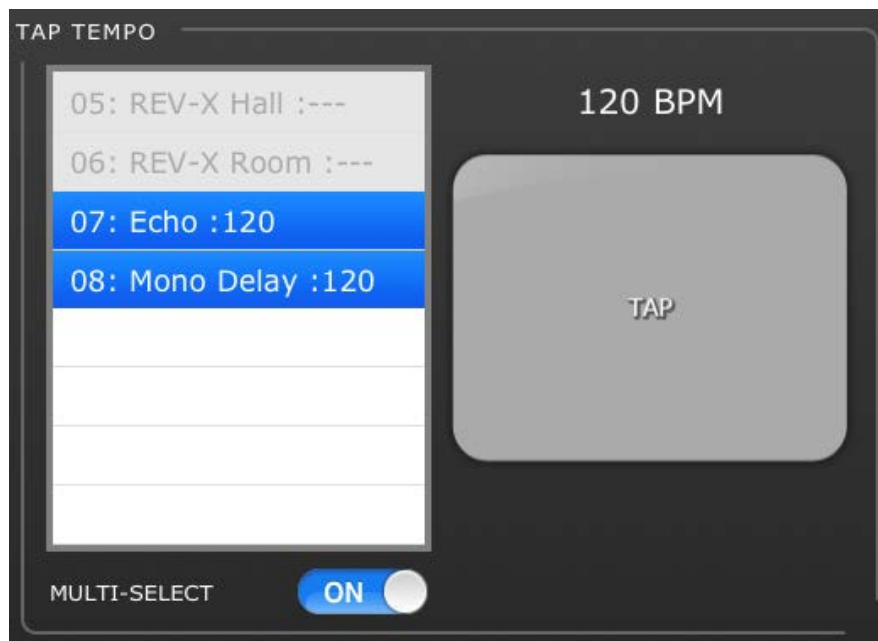 TAP TEMPO
05: REV-X Hall :---
06: REV-X Room :---
07: Echo :120
08: Mono Delay :120
120 BPM
TAP
MULTI-SELECT
ON